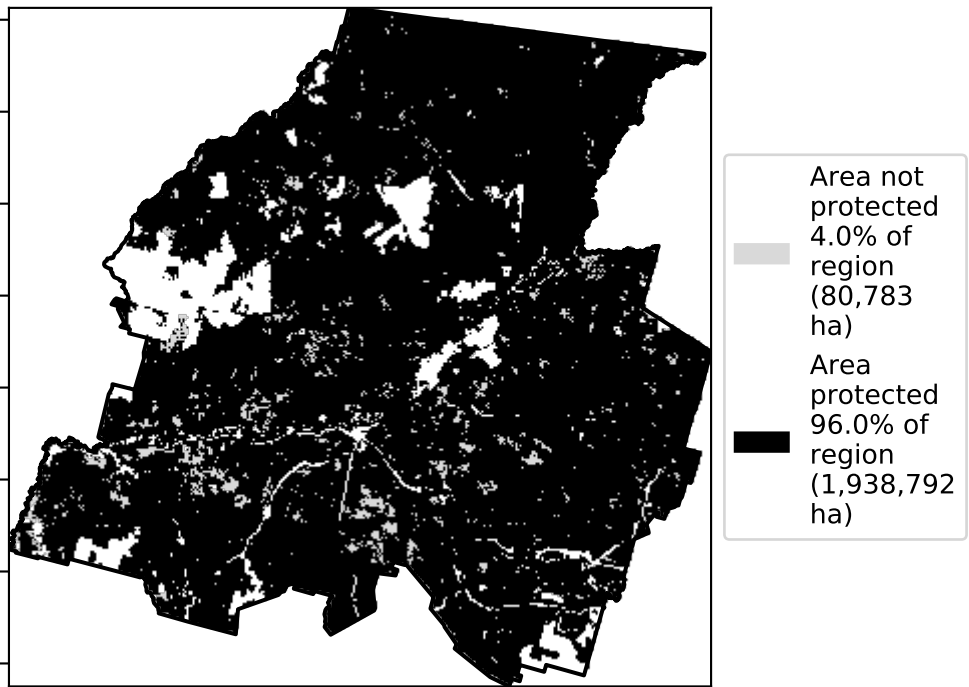 Area not
protected
4.0% of
region
(80,783
ha)
Area
protected
96.0% of
region
(1,938,792
ha)